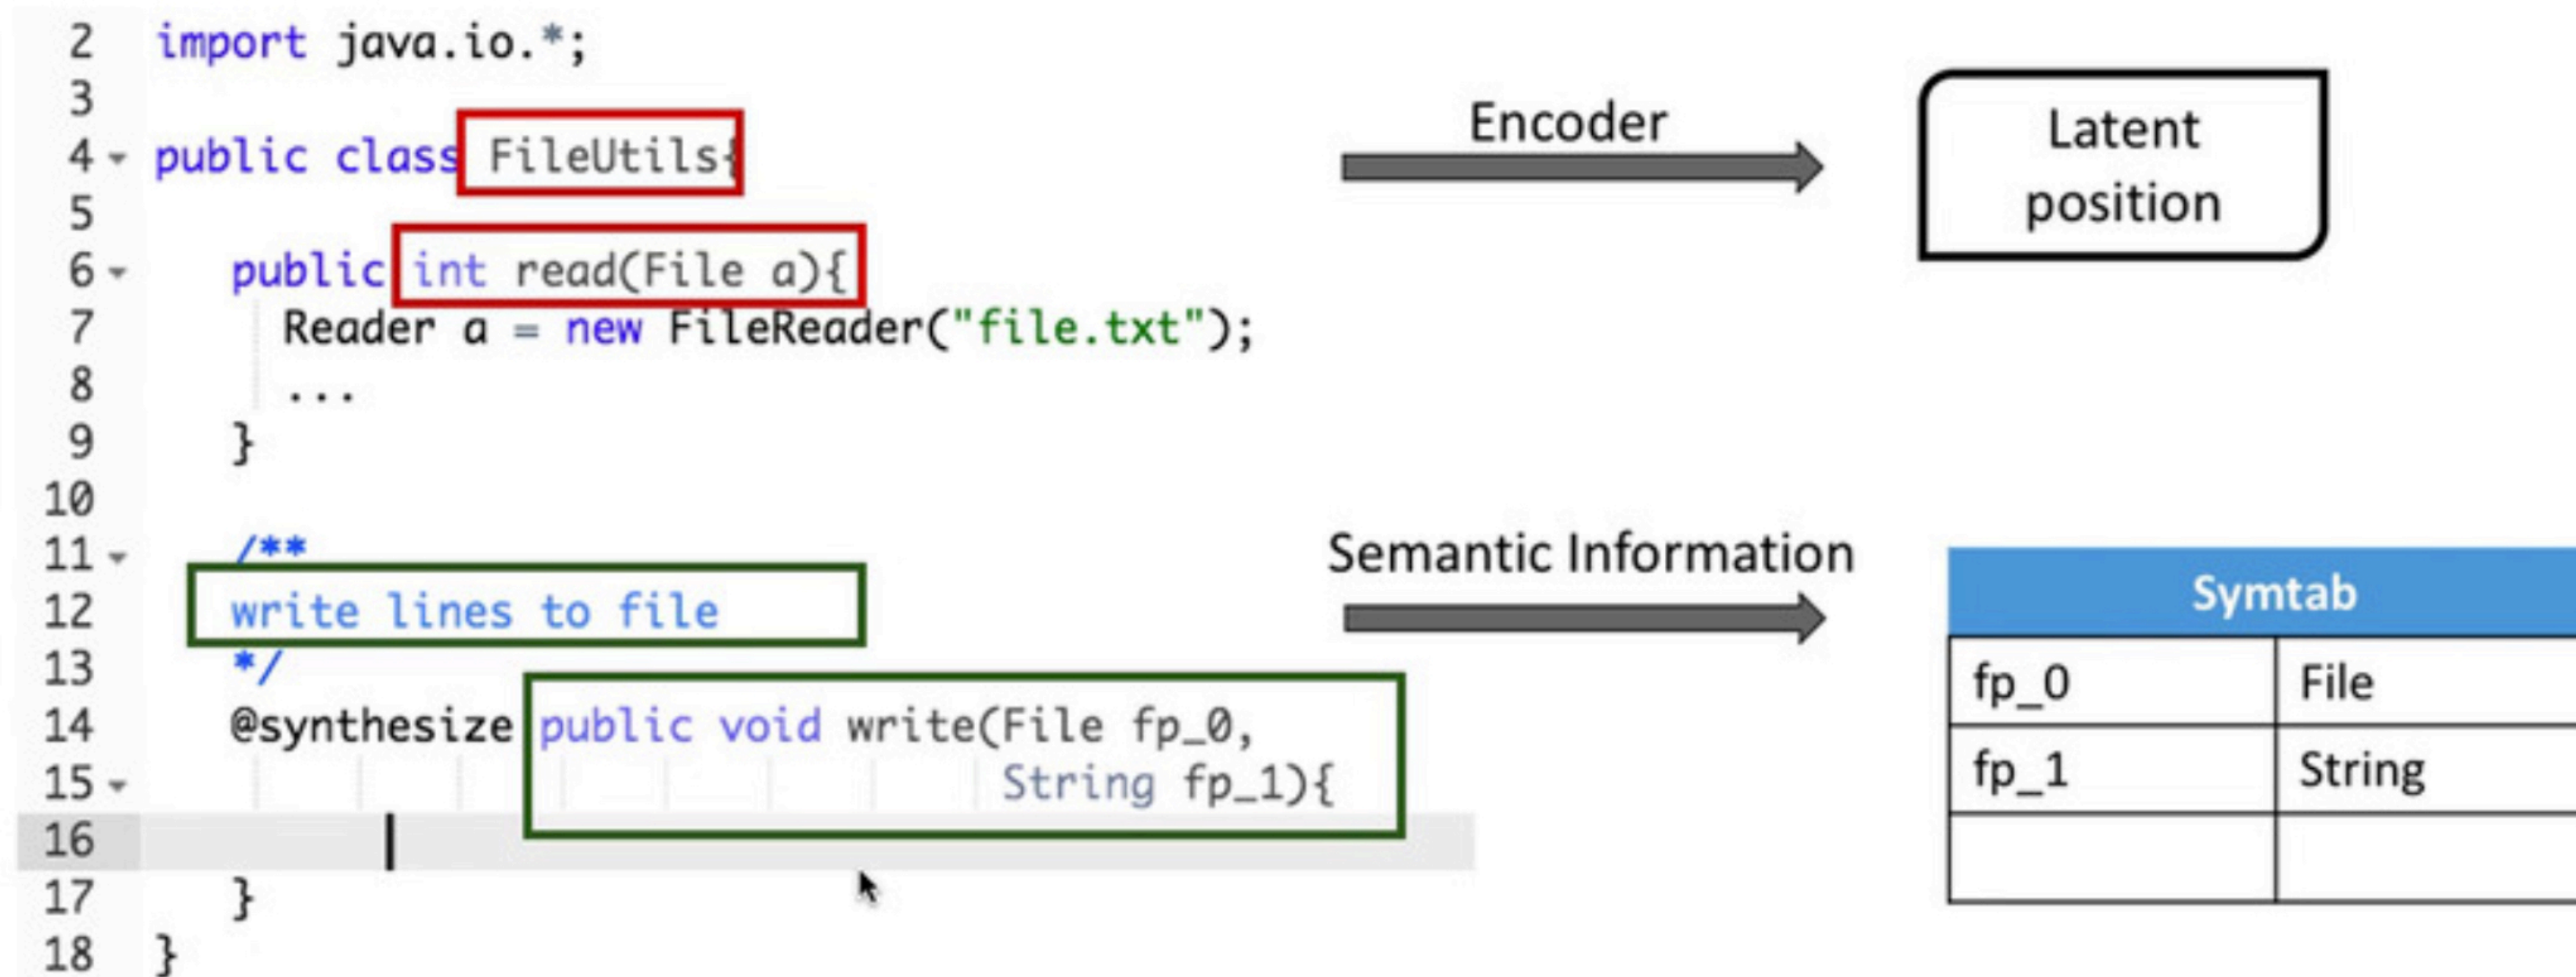 2 import java.io.*;
3
4 public class FileUtils{
5
6 public int read(File a){
7 Reader a = new FileReader("file.txt");
8 ...
9 }
10
11 /**
12 write lines to file
13 */
14 @synthesize public void write(File fp_0,
15 String fp_1){
16
17 }
18 }
Encoder
Latent
position
Semantic Information
Symtab
fp_0 File
fp_1 String